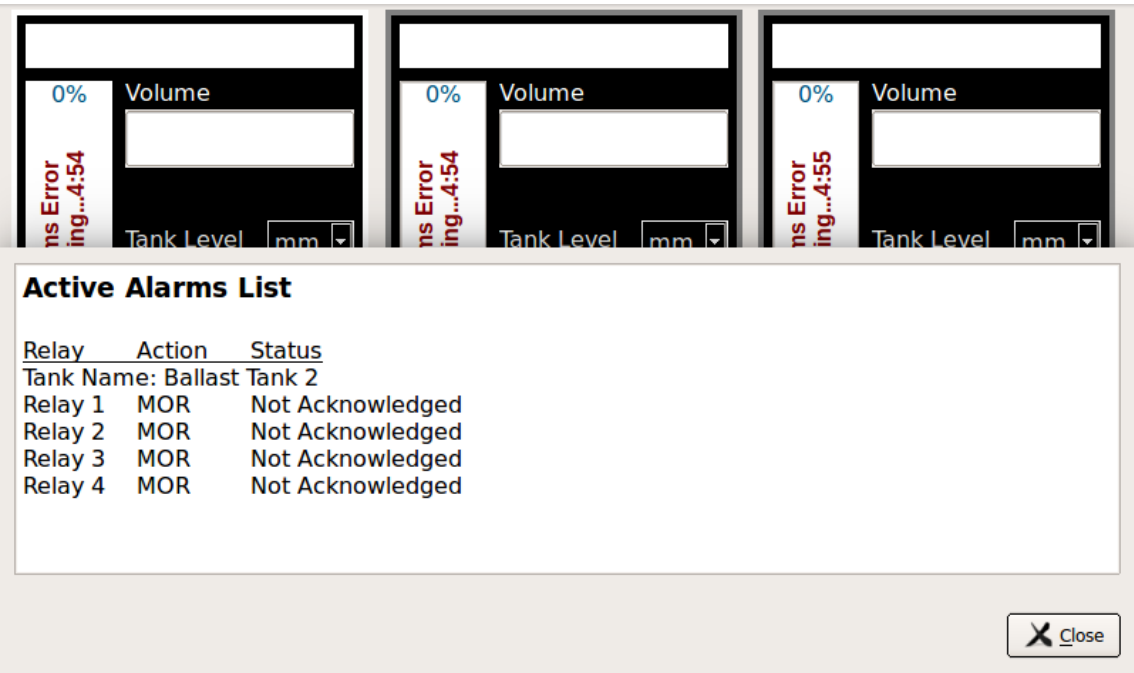 0% Volume
ms Error
ing...4:54
Tank Level mm
0% Volume
ms Error
ing...4:54
Tank Level mm
0% Volume
ms Error
ing...4:55
Tank Level mm
Active Alarms List
Relay Action Status
Tank Name: Ballast Tank 2
Relay 1 MOR Not Acknowledged
Relay 2 MOR Not Acknowledged
Relay 3 MOR Not Acknowledged
Relay 4 MOR Not Acknowledged
Close